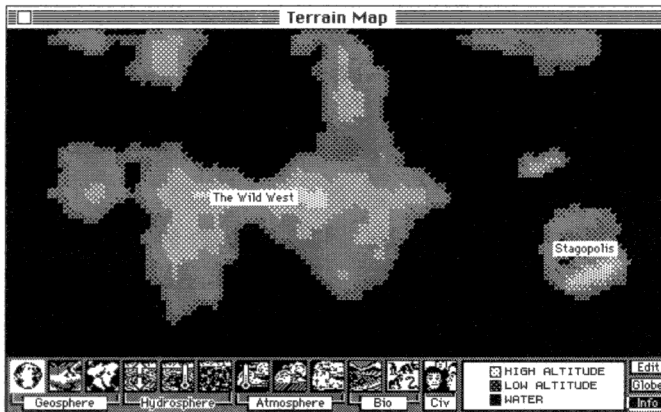 Terrain Map
The Wild West
Stagopolis
HIGH ALTITUDE
LOW ALTITUDE
WATER
Edit
Globe
Info
Geosphere
Hydrosphere
Atmosphere
Bio
Civ